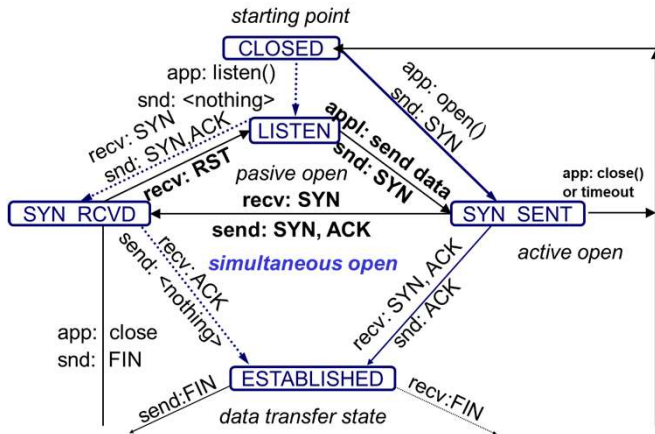 starting point
CLOSED
app: listen()
snd: <nothing>
app: open()
snd: SYN
recv: SYN
snd: SYN,ACK
LISTEN
appl: send data
snd: SYN
recv: RST
pasive open
app: close()
or timeout
recv: SYN
SYN RCVD
SYN SENT
send: SYN, ACK
simultaneous open
active open
recv: ACK
send: <nothing>
recv: SYN, ACK
snd: ACK
app: close
snd: FIN
ESTABLISHED
send:FIN
recv:FIN
data transfer state